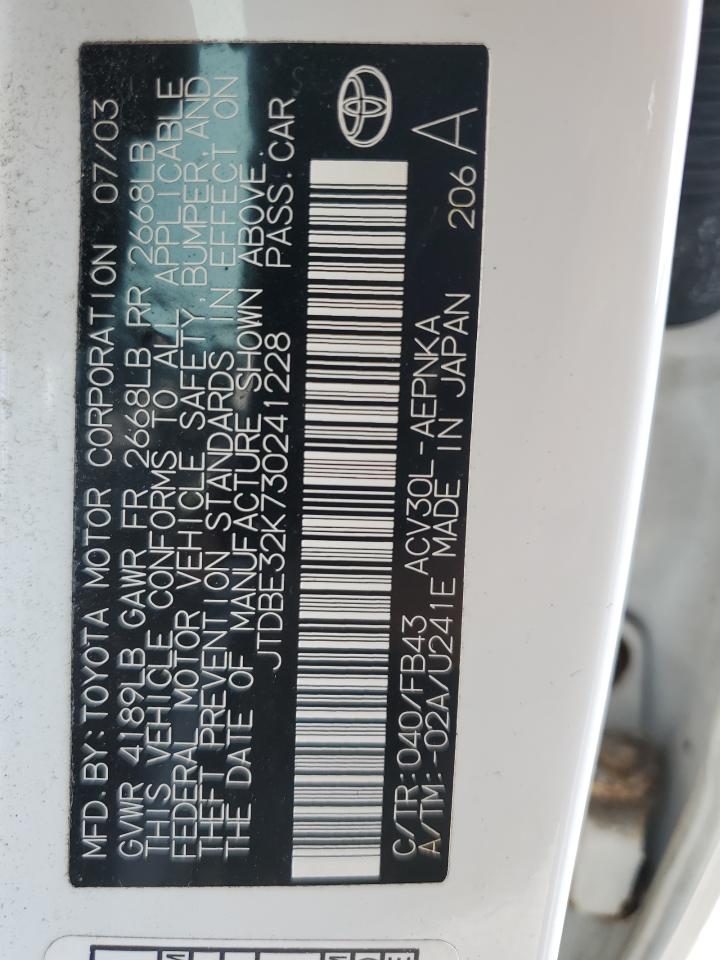 MFD. BY: TOYOTA MOTOR CORPORATION 07/03
GVWR 4189LB GAWR FR 2668LB RR 2668LB
THIS VEHICLE CONFORMS TO ALL APPLICABLE
FEDERAL MOTOR VEHICLE SAFETY, BUMPER, AND
THEFT PREVENTION STANDARDS IN EFFECT ON
THE DATE OF MANUFACTURE SHOWN ABOVE.
JTDBE32K730241228 PASS. CAR
C/TR: 040/FB43 ACV30L-AEPNKA
A/TM: -02A/U241E MADE IN JAPAN
206 A